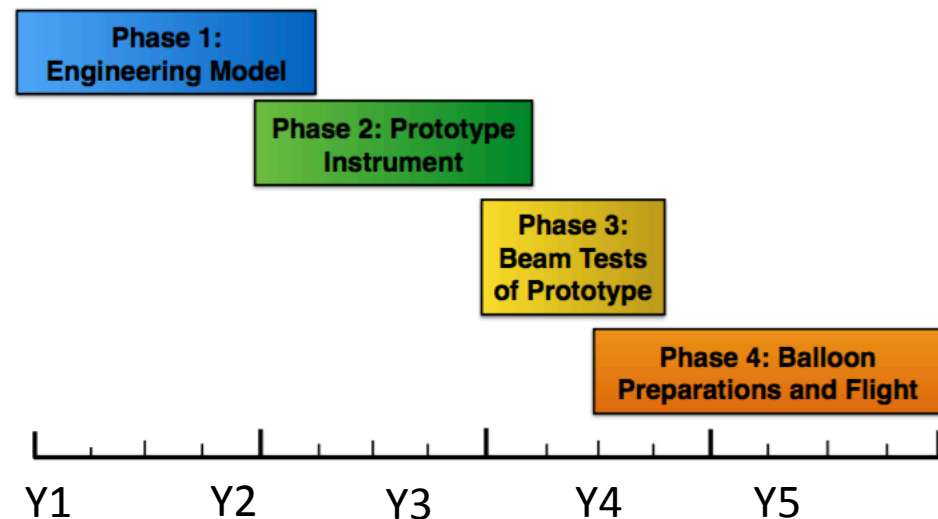 Phase 1:
Engineering Model
Phase 2: Prototype
Instrument
Phase 3:
Beam Tests
of Prototype
Phase 4: Balloon
Preparations and Flight
Y1 Y2 Y3 Y4 Y5